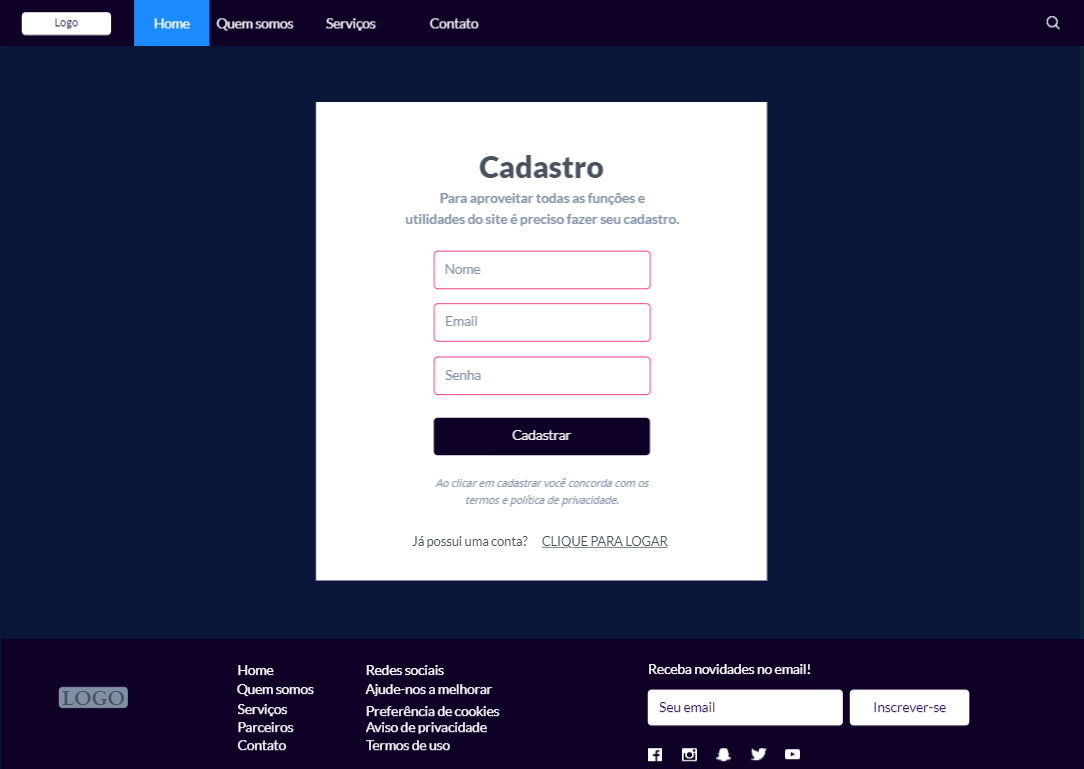 Logo
Home
Quem somos
Serviços
Contato
Cadastro
Para aproveitar todas as funções e
utilidades do site é preciso fazer seu cadastro.
Nome
Email
Senha
Cadastrar
Ao clicar em cadastrar você concorda com os
termos e política de privacidade.
Já possui uma conta? CLIQUE PARA LOGAR
LOGO
Home
Quem somos
Serviços
Parceiros
Contato
Redes sociais
Ajude-nos a melhorar
Preferência de cookies
Aviso de privacidade
Termos de uso
Receba novidades no email!
Seu email
Inscrever-se